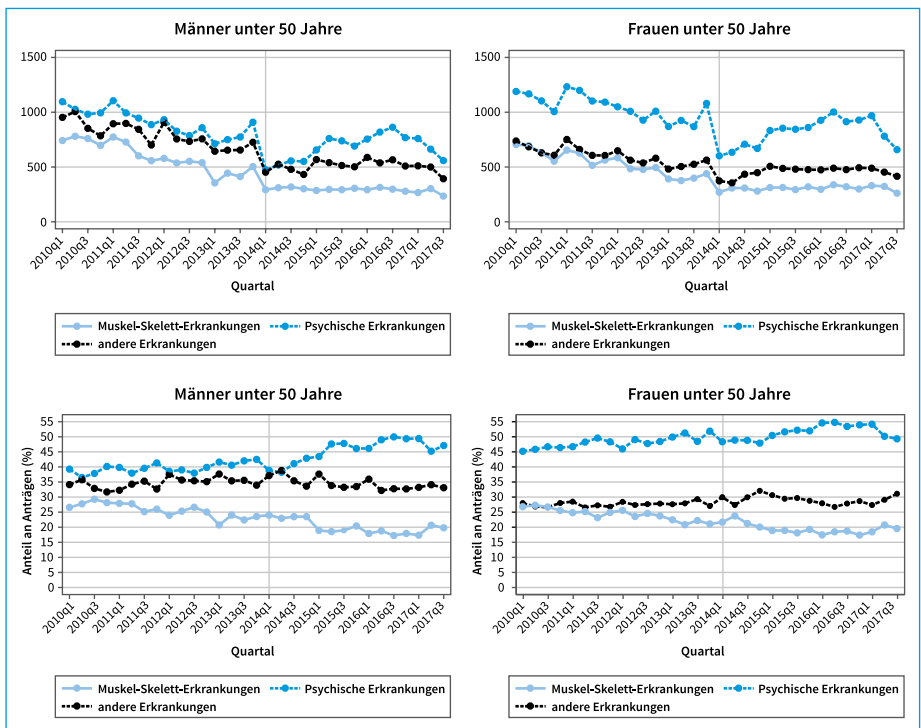 Männer unter 50 Jahre
1500
1000
500
0
2010q1 2010q3 2011q1 2011q3 2012q1 2012q3 2013q1 2013q3 2014q1 2014q3 2015q1 2015q3 2016q1 2016q3 2017q1 2017q3
Quartal
Muskel-Skelett-Erkrankungen Psychische Erkrankungen
andere Erkrankungen
Frauen unter 50 Jahre
1500
1000
500
0
2010q1 2010q3 2011q1 2011q3 2012q1 2012q3 2013q1 2013q3 2014q1 2014q3 2015q1 2015q3 2016q1 2016q3 2017q1 2017q3
Quartal
Muskel-Skelett-Erkrankungen Psychische Erkrankungen
andere Erkrankungen
Männer unter 50 Jahre
Anteil an Anträgen (%)
55
50
45
40
35
30
25
20
15
10
5
0
2010q1 2010q3 2011q1 2011q3 2012q1 2012q3 2013q1 2013q3 2014q1 2014q3 2015q1 2015q3 2016q1 2016q3 2017q1 2017q3
Quartal
Muskel-Skelett-Erkrankungen Psychische Erkrankungen
andere Erkrankungen
Frauen unter 50 Jahre
Anteil an Anträgen (%)
55
50
45
40
35
30
25
20
15
10
5
0
2010q1 2010q3 2011q1 2011q3 2012q1 2012q3 2013q1 2013q3 2014q1 2014q3 2015q1 2015q3 2016q1 2016q3 2017q1 2017q3
Quartal
Muskel-Skelett-Erkrankungen Psychische Erkrankungen
andere Erkrankungen